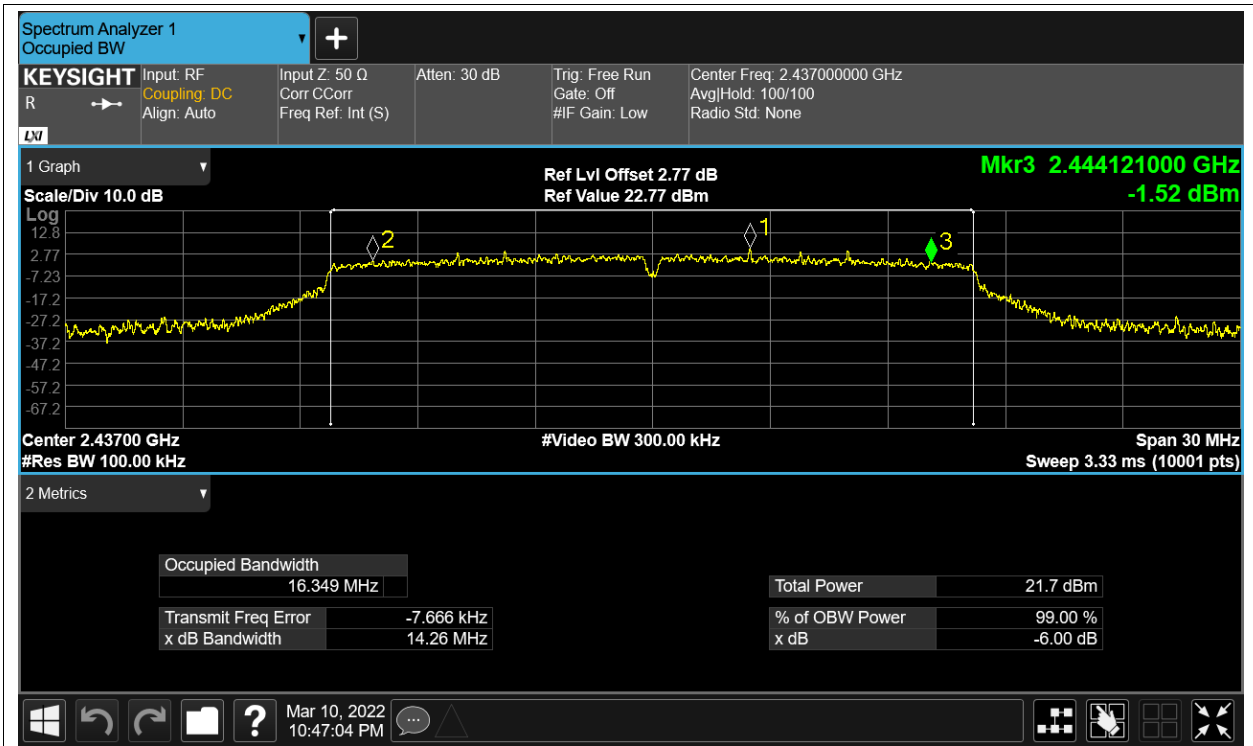 Spectrum Analyzer 1
Occupied BW
KEYSIGHT
R
LXI
Input: RF
Coupling: DC
Align: Auto
Input Z: 50 Ω
Corr CCorr
Freq Ref: Int (S)
Atten: 30 dB
Trig: Free Run
Gate: Off
#IF Gain: Low
Center Freq: 2.437000000 GHz
Avg|Hold: 100/100
Radio Std: None
1 Graph
Scale/Div 10.0 dB
Ref Lvl Offset 2.77 dB
Ref Value 22.77 dBm
Mkr3 2.444121000 GHz
-1.52 dBm
Log
12.8
2.77
-7.23
-17.2
-27.2
-37.2
-47.2
-57.2
-67.2
2
1
3
Center 2.43700 GHz
#Video BW 300.00 kHz
Span 30 MHz
#Res BW 100.00 kHz
Sweep 3.33 ms (10001 pts)
2 Metrics
Occupied Bandwidth
16.349 MHz
Total Power 21.7 dBm
Transmit Freq Error -7.666 kHz
% of OBW Power 99.00 %
x dB Bandwidth 14.26 MHz
x dB -6.00 dB
?
Mar 10, 2022
10:47:04 PM